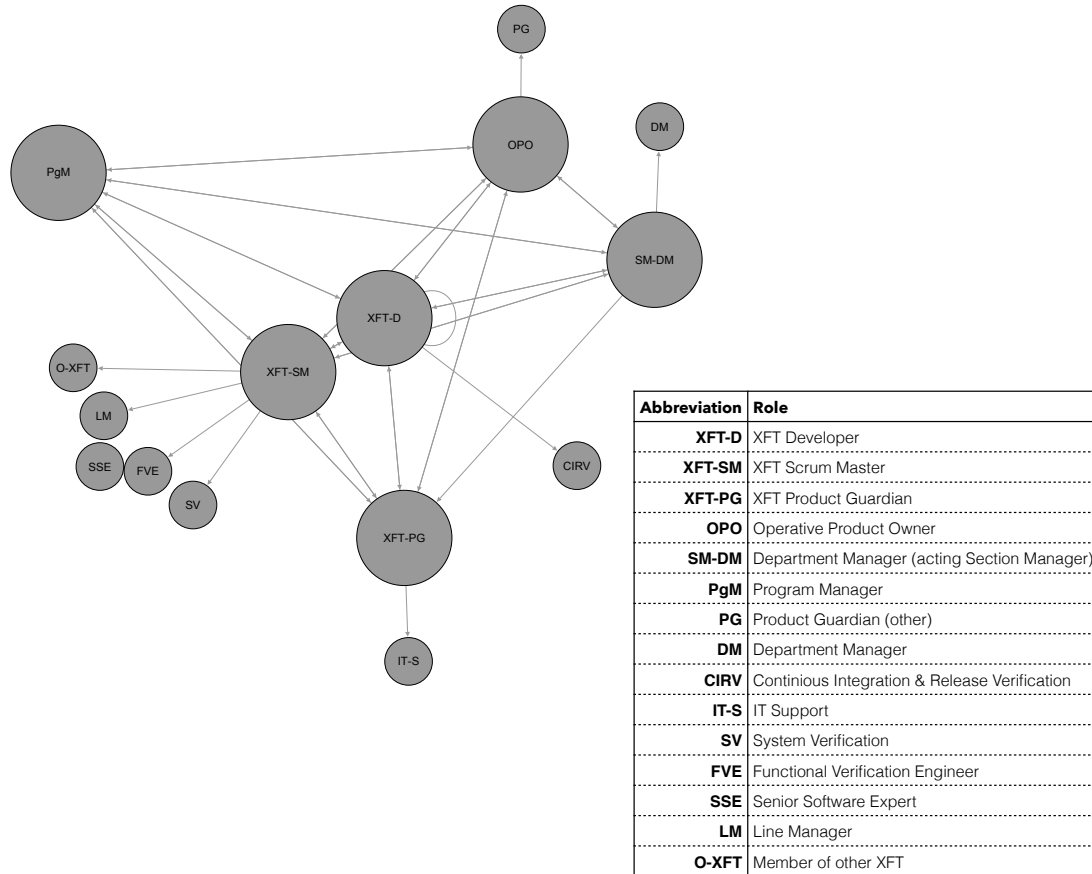 PG
DM
OPO
PgM
SM-DM
XFT-D
XFT-SM
O-XFT
LM
SSE
FVE
CIRV
SV
XFT-PG
IT-S
Abbreviation Role
XFT-D XFT Developer
XFT-SM XFT Scrum Master
XFT-PG XFT Product Guardian
OPO Operative Product Owner
SM-DM Department Manager (acting Section Manager)
PgM Program Manager
PG Product Guardian (other)
DM Department Manager
CIRV Continious Integration & Release Verification
IT-S IT Support
SV System Verification
FVE Functional Verification Engineer
SSE Senior Software Expert
LM Line Manager
O-XFT Member of other XFT